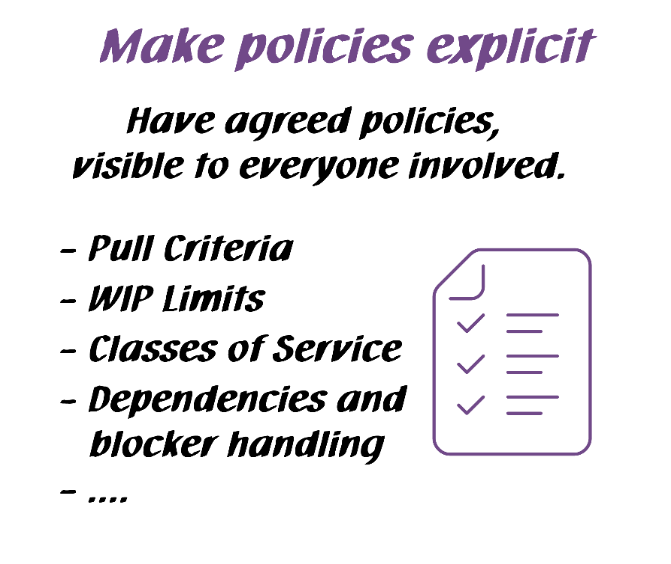 Make policies explicit
Have agreed policies,
visible to everyone involved.
- Pull Criteria
- WIP Limits
- Classes of Service
- Dependencies and
blocker handling
- ....